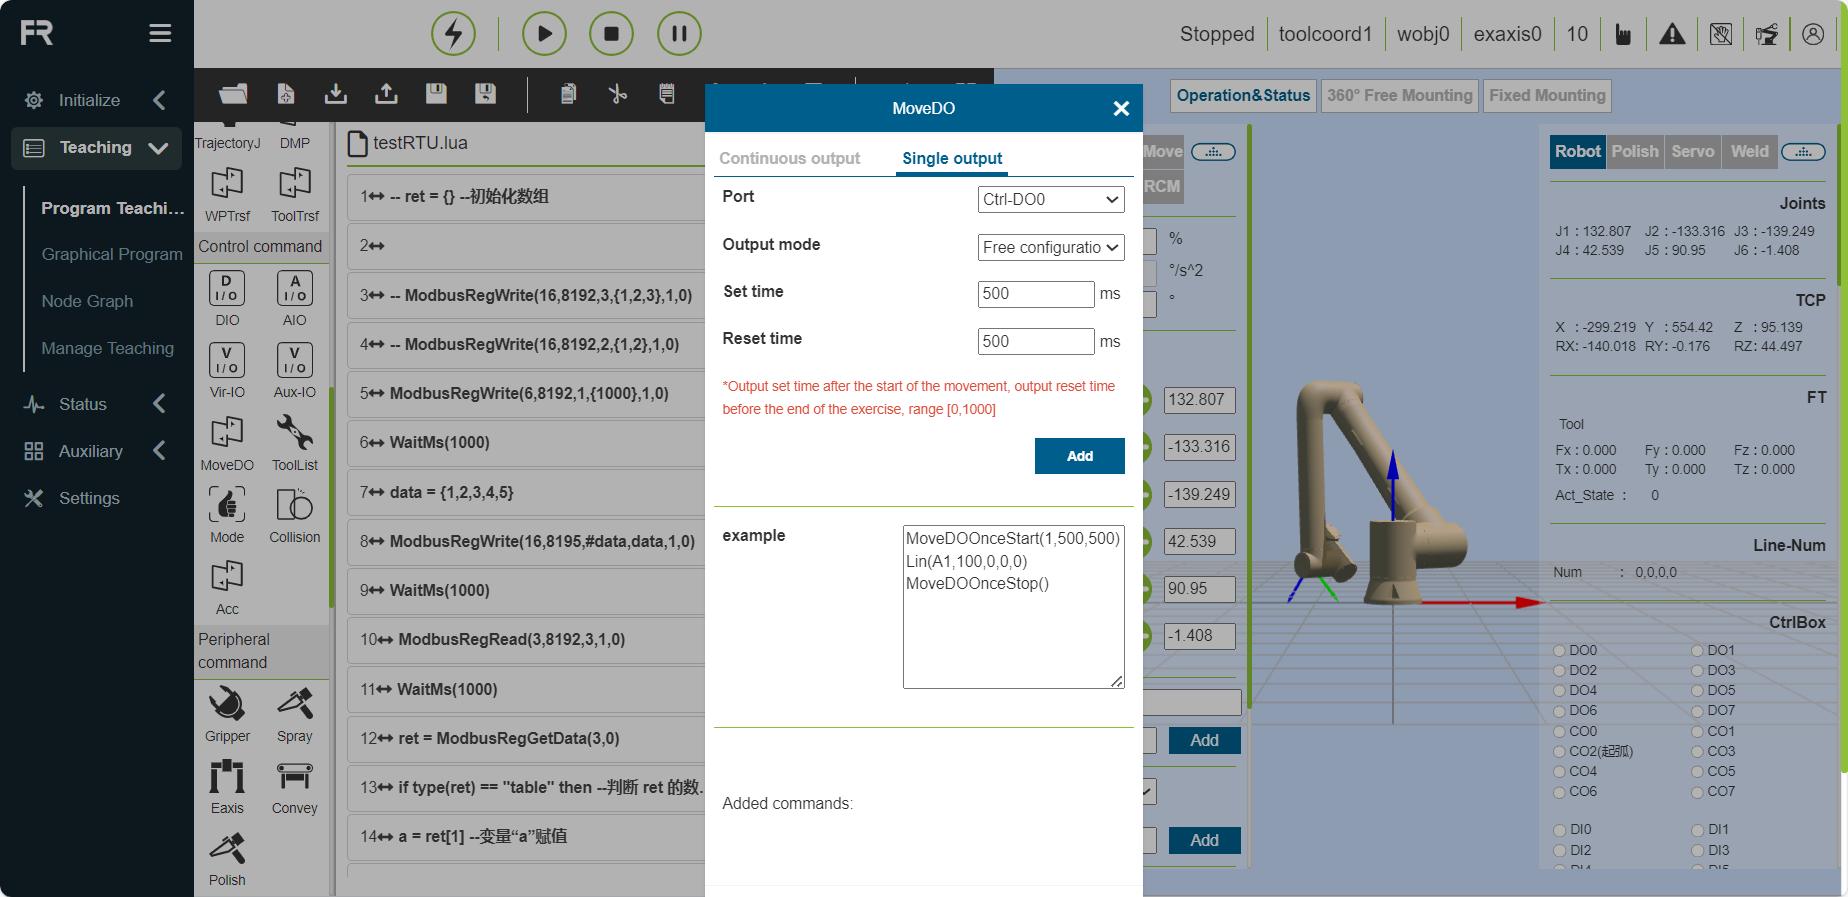 FR
Stopped
toolcoord1
wobj0
exaxis0
10
Initialize
Teaching
Program Teachi...
Graphical Program
Node Graph
Manage Teaching
Status
Auxiliary
Settings
TrajectoryJ
DMP
WPTrsf
ToolTrsf
Control command
D
I/O
A
I/O
DIO
AIO
V
I/O
V
I/O
Vir-IO
Aux-IO
MoveDO
ToolList
Mode
Collision
Acc
Peripheral
command
Gripper
Spray
Eaxis
Convey
Polish
testRTU.lua
1 -- ret = {} --初始化数组
2
3 -- ModbusRegWrite(16,8192,3,{1,2,3},1,0)
4 -- ModbusRegWrite(16,8192,2,{1,2},1,0)
5 ModbusRegWrite(6,8192,1,{1000},1,0)
6 WaitMs(1000)
7 data = {1,2,3,4,5}
8 ModbusRegWrite(16,8195,#data,data,1,0)
9 WaitMs(1000)
10 ModbusRegRead(3,8192,3,1,0)
11 WaitMs(1000)
12 ret = ModbusRegGetData(3,0)
13 if type(ret) == "table" then --判断 ret 的数.
14 a = ret[1] --变量“a”赋值
MoveDO
Continuous output
Single output
Port
Ctrl-DO0
Output mode
Free configuratio
Set time
500
ms
Reset time
500
ms
*Output set time after the start of the movement, output reset time
before the end of the exercise, range [0,1000]
Add
example
MoveDOOnceStart(1,500,500)
Lin(A1,100,0,0,0)
MoveDOOnceStop()
Added commands:
Move
RCM
%
°/s^2
°
132.807
-133.316
-139.249
42.539
90.95
-1.408
Add
Add
Operation&Status
360° Free Mounting
Fixed Mounting
Robot
Polish
Servo
Weld
Joints
J1 : 132.807 J2 : -133.316 J3 : -139.249
J4 : 42.539 J5 : 90.95 J6 : -1.408
TCP
X : -299.219 Y : 554.42 Z : 95.139
RX: -140.018 RY: -0.176 RZ: 44.497
FT
Tool
Fx : 0.000 Fy : 0.000 Fz : 0.000
Tx : 0.000 Ty : 0.000 Tz : 0.000
Act_State : 0
Line-Num
Num : 0,0,0,0
CtrlBox
DO0 DO1
DO2 DO3
DO4 DO5
DO6 DO7
CO0 CO1
CO2(起弧) CO3
CO4 CO5
CO6 CO7
DI0 DI1
DI2 DI3